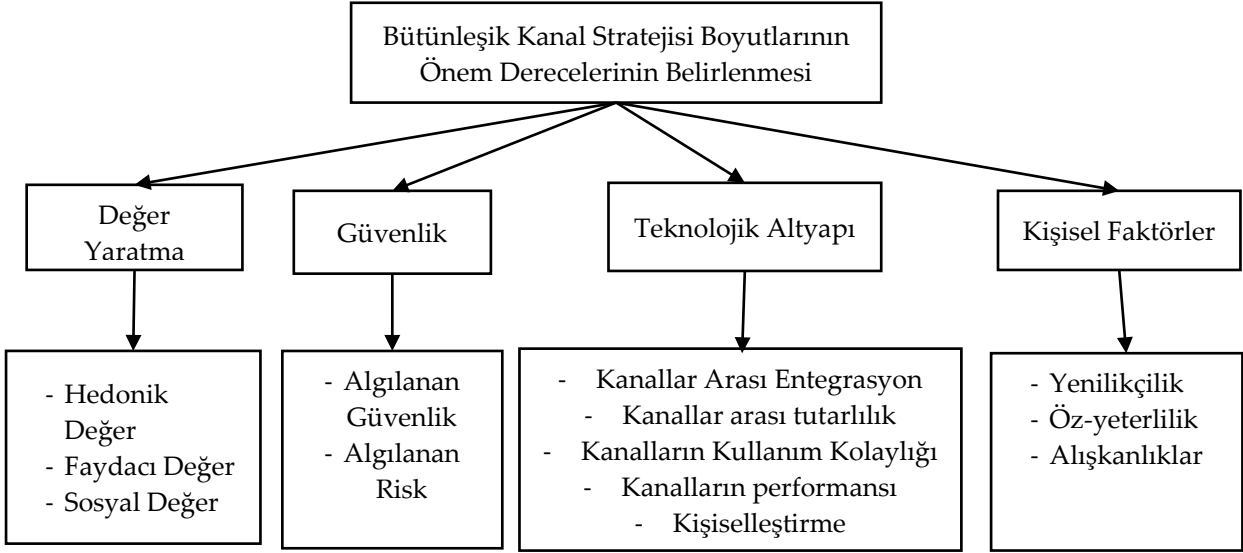 Bütünleşik Kanal Stratejisi Boyutlarının
Önem Derecelerinin Belirlenmesi
Değer
Yaratma
Güvenlik
Teknolojik Altyapı
Kişisel Faktörler
- Hedonik
Değer
- Faydacı Değer
- Sosyal Değer
- Algılanan
Güvenlik
- Algılanan
Risk
- Kanallar Arası Entegrasyon
- Kanallar arası tutarlılık
- Kanalların Kullanım Kolaylığı
- Kanalların performansı
- Kişiselleştirme
- Yenilikçilik
- Öz-yeterlilik
- Alışkanlıklar